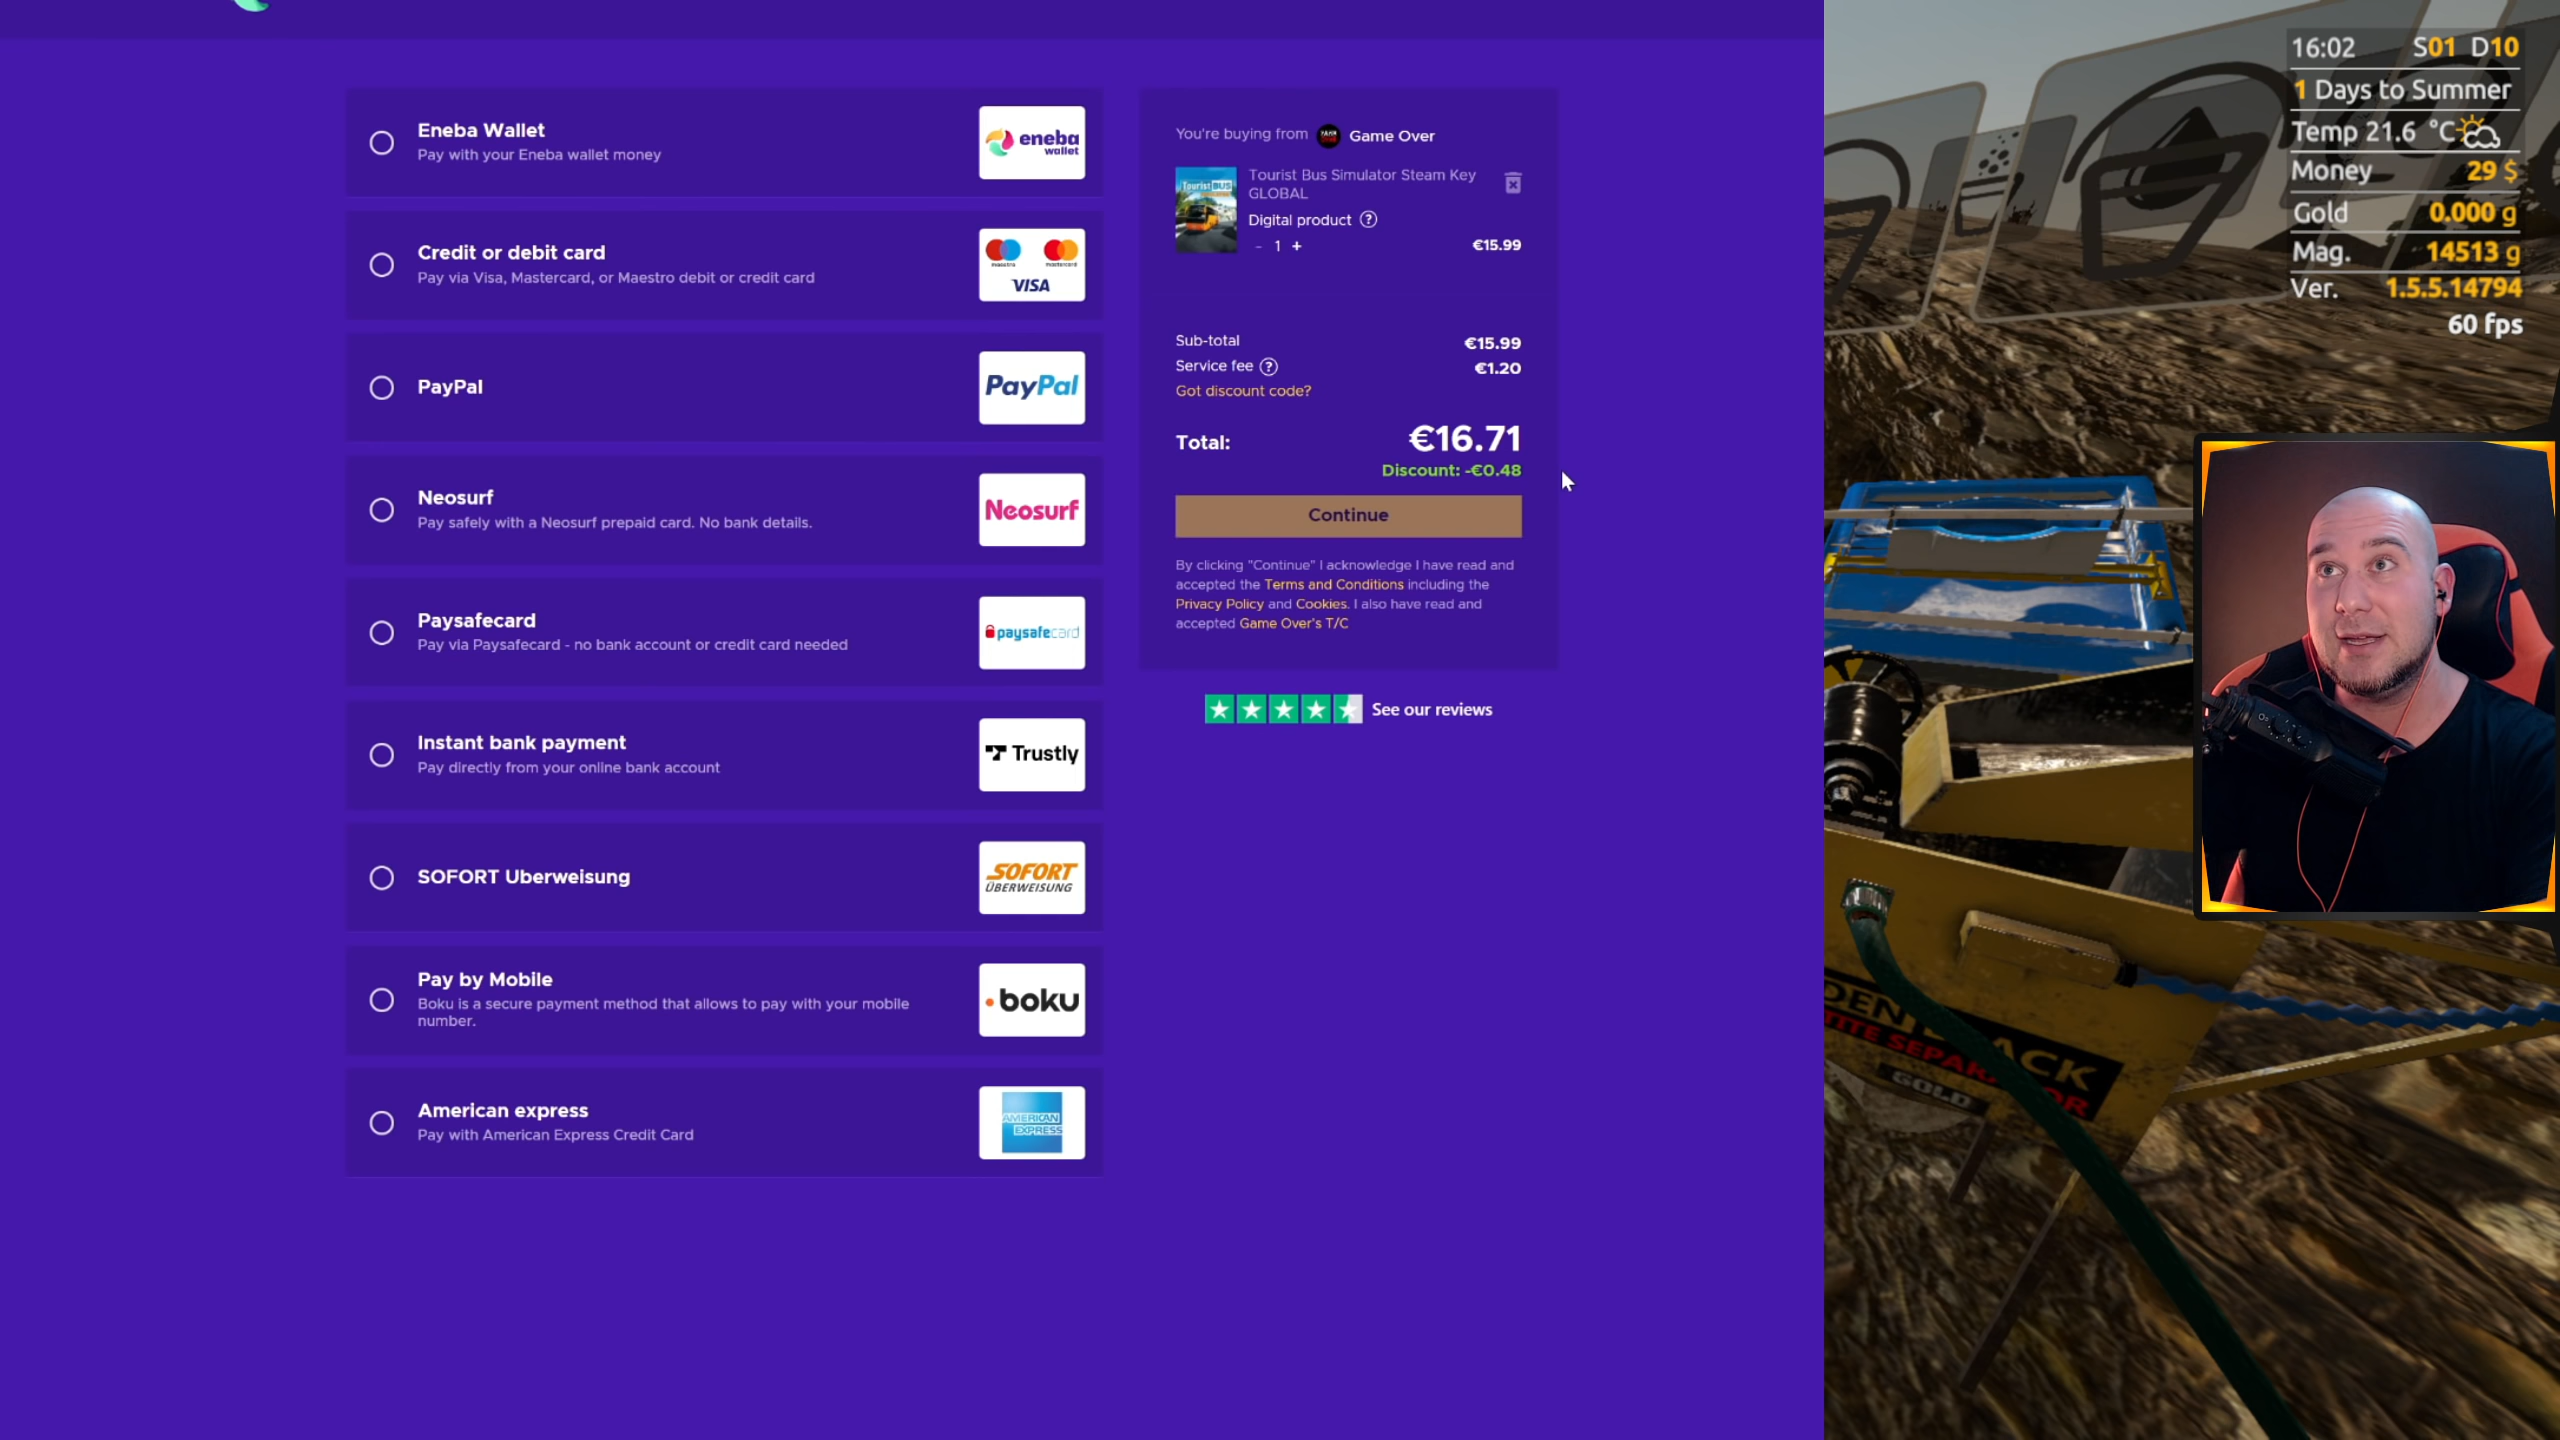 Eneba Wallet
Pay with your Eneba wallet money
eneba
wallet
Credit or debit card
Pay via Visa, Mastercard, or Maestro debit or credit card
maestro
mastercard
VISA
PayPal
PayPal
Neosurf
Pay safely with a Neosurf prepaid card. No bank details.
Neosurf
Paysafecard
Pay via Paysafecard - no bank account or credit card needed
paysafecard
Instant bank payment
Pay directly from your online bank account
Trustly
SOFORT Uberweisung
SOFORT
ÜBERWEISUNG
Pay by Mobile
Boku is a secure payment method that allows to pay with your mobile
number.
boku
American express
Pay with American Express Credit Card
AMERICAN
EXPRESS
You're buying from Game Over
Tourist BUS
Tourist Bus Simulator Steam Key
GLOBAL
Digital product ?
- 1 + €15.99
Sub-total €15.99
Service fee ? €1.20
Got discount code?
Total: €16.71
Discount: -€0.48
Continue
By clicking "Continue" I acknowledge I have read and
accepted the Terms and Conditions including the
Privacy Policy and Cookies. I also have read and
accepted Game Over's T/C
See our reviews
16:02 S01 D10
1 Days to Summer
Temp 21.6 °C
Money 29 $
Gold 0.000 g
Mag. 14513 g
Ver. 1.5.5.14794
60 fps
GOLD